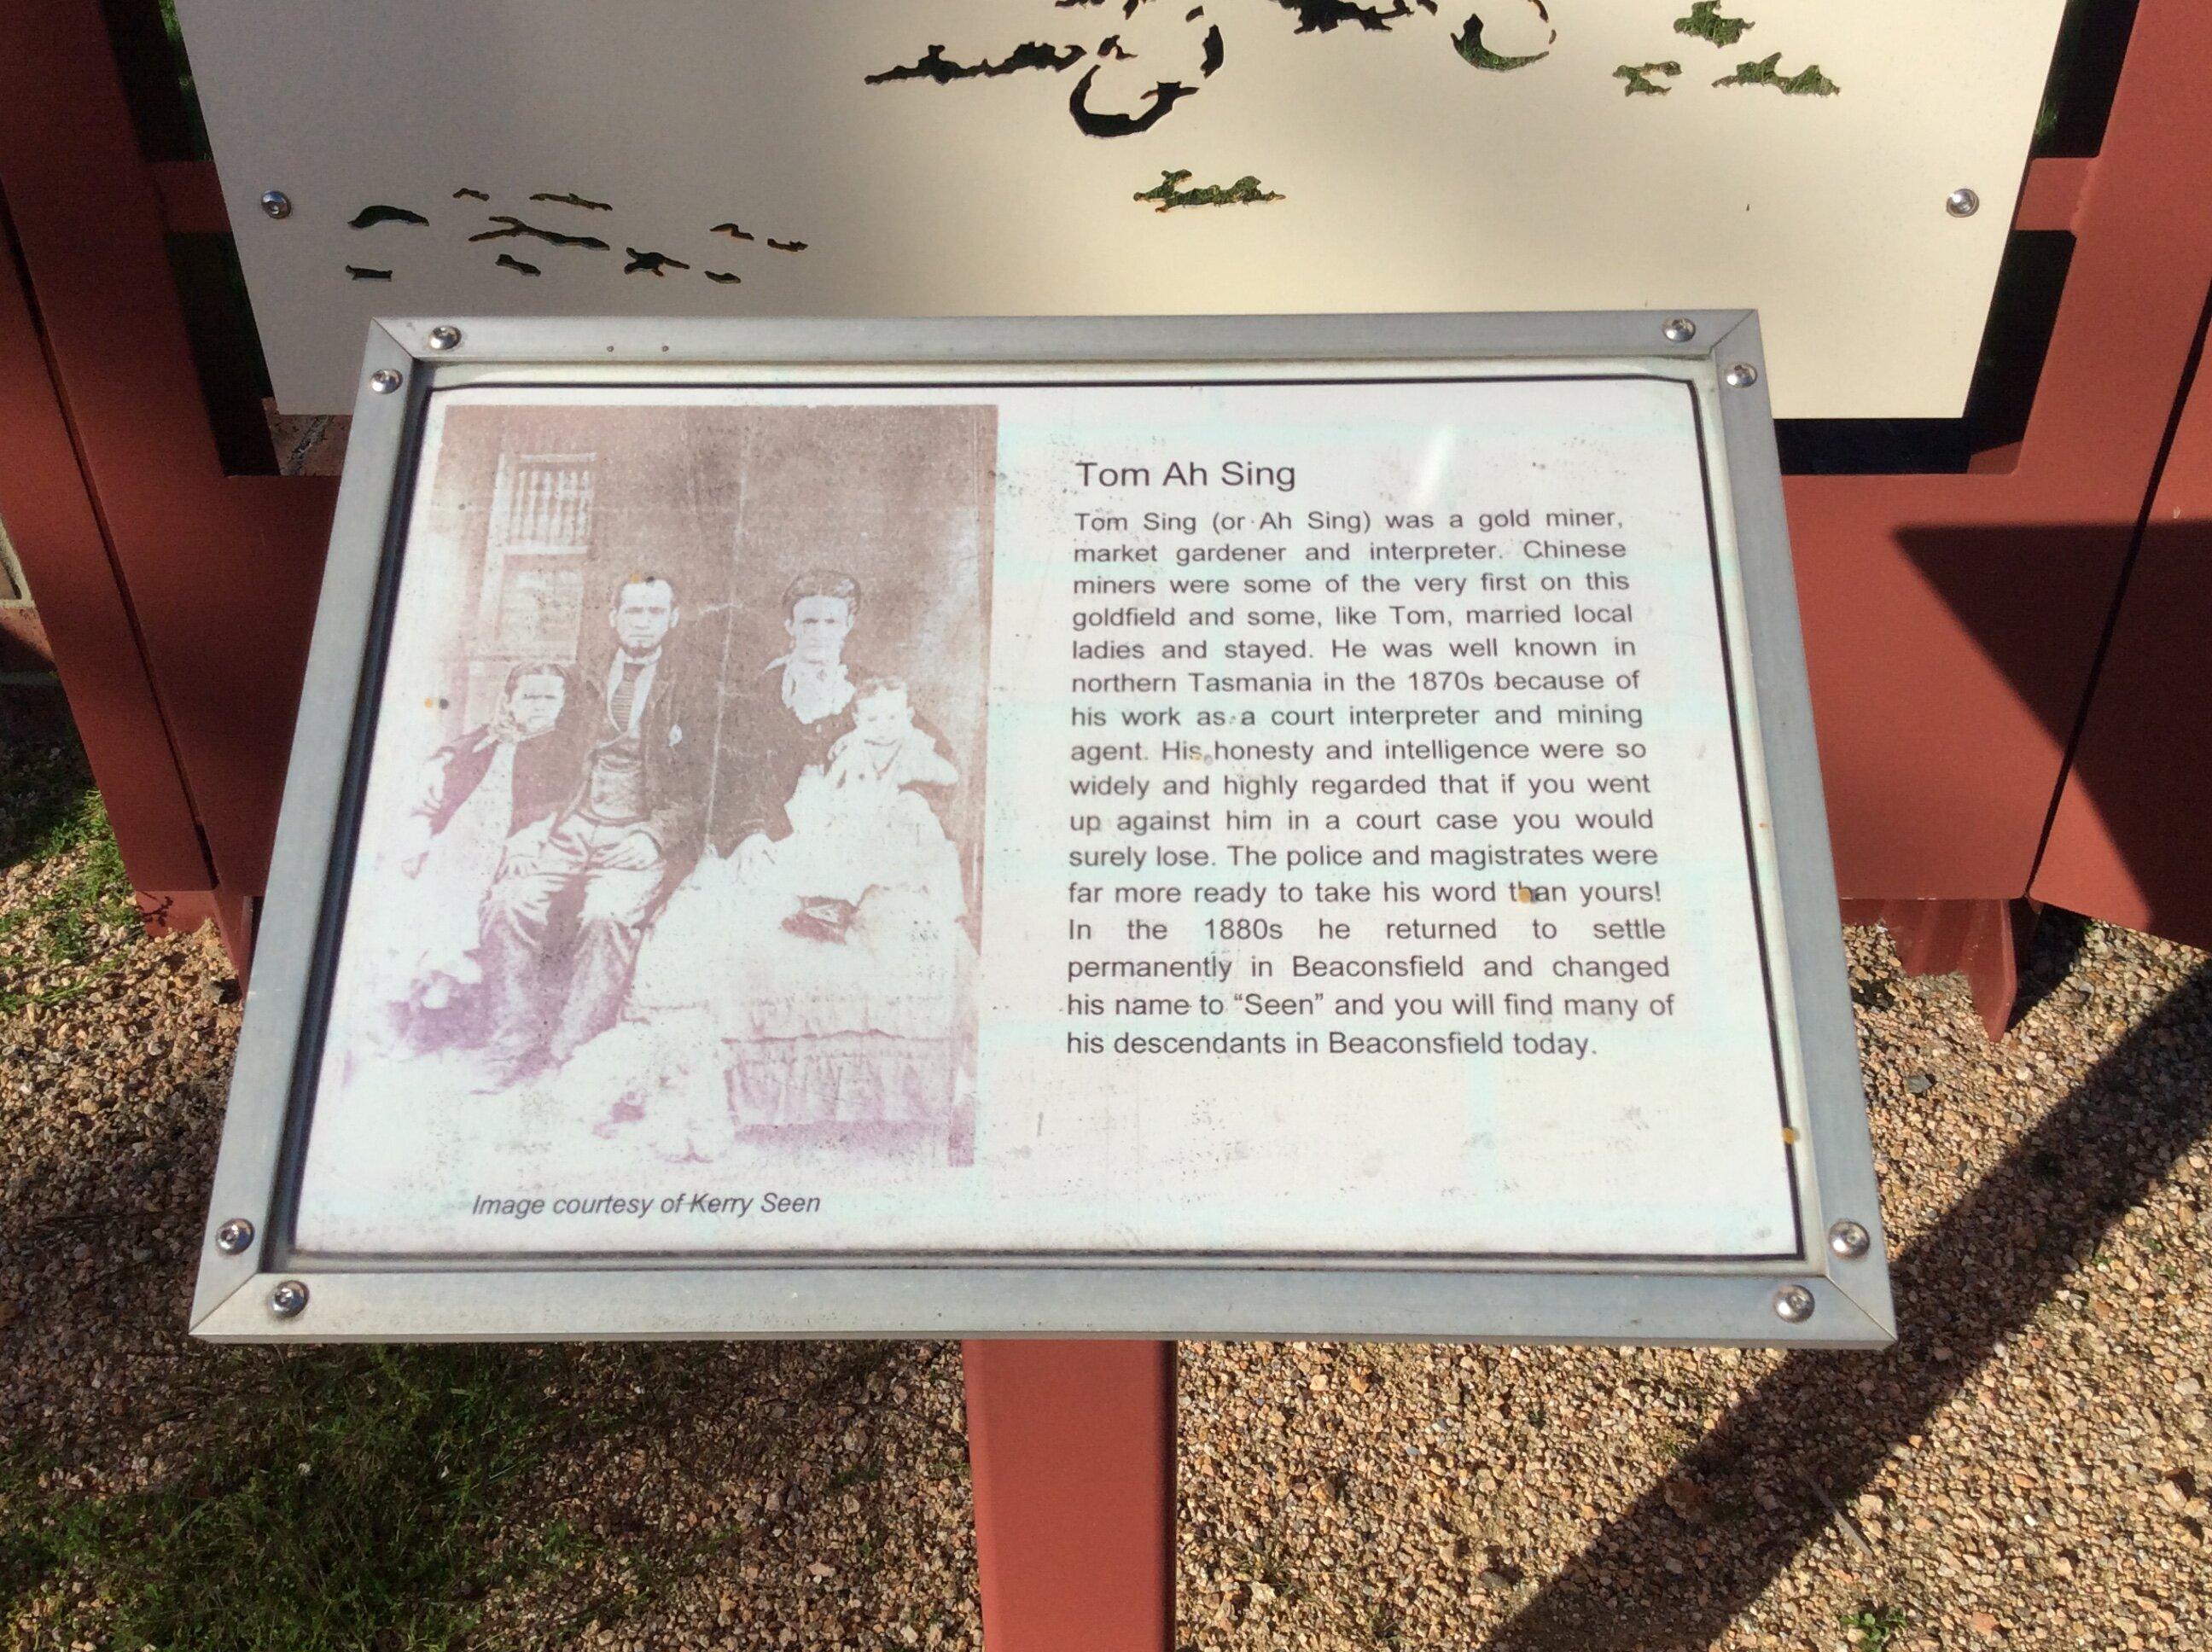 Tom Ah Sing
Tom Sing (or Ah Sing) was a gold miner,
market gardener and interpreter. Chinese
miners were some of the very first on this
goldfield and some, like Tom, married local
ladies and stayed. He was well known in
northern Tasmania in the 1870s because of
his work as a court interpreter and mining
agent. His honesty and intelligence were so
widely and highly regarded that if you went
up against him in a court case you would
surely lose. The police and magistrates were
far more ready to take his word than yours!
In the 1880s he returned to settle
permanently in Beaconsfield and changed
his name to “Seen” and you will find many of
his descendants in Beaconsfield today.
Image courtesy of Kerry Seen